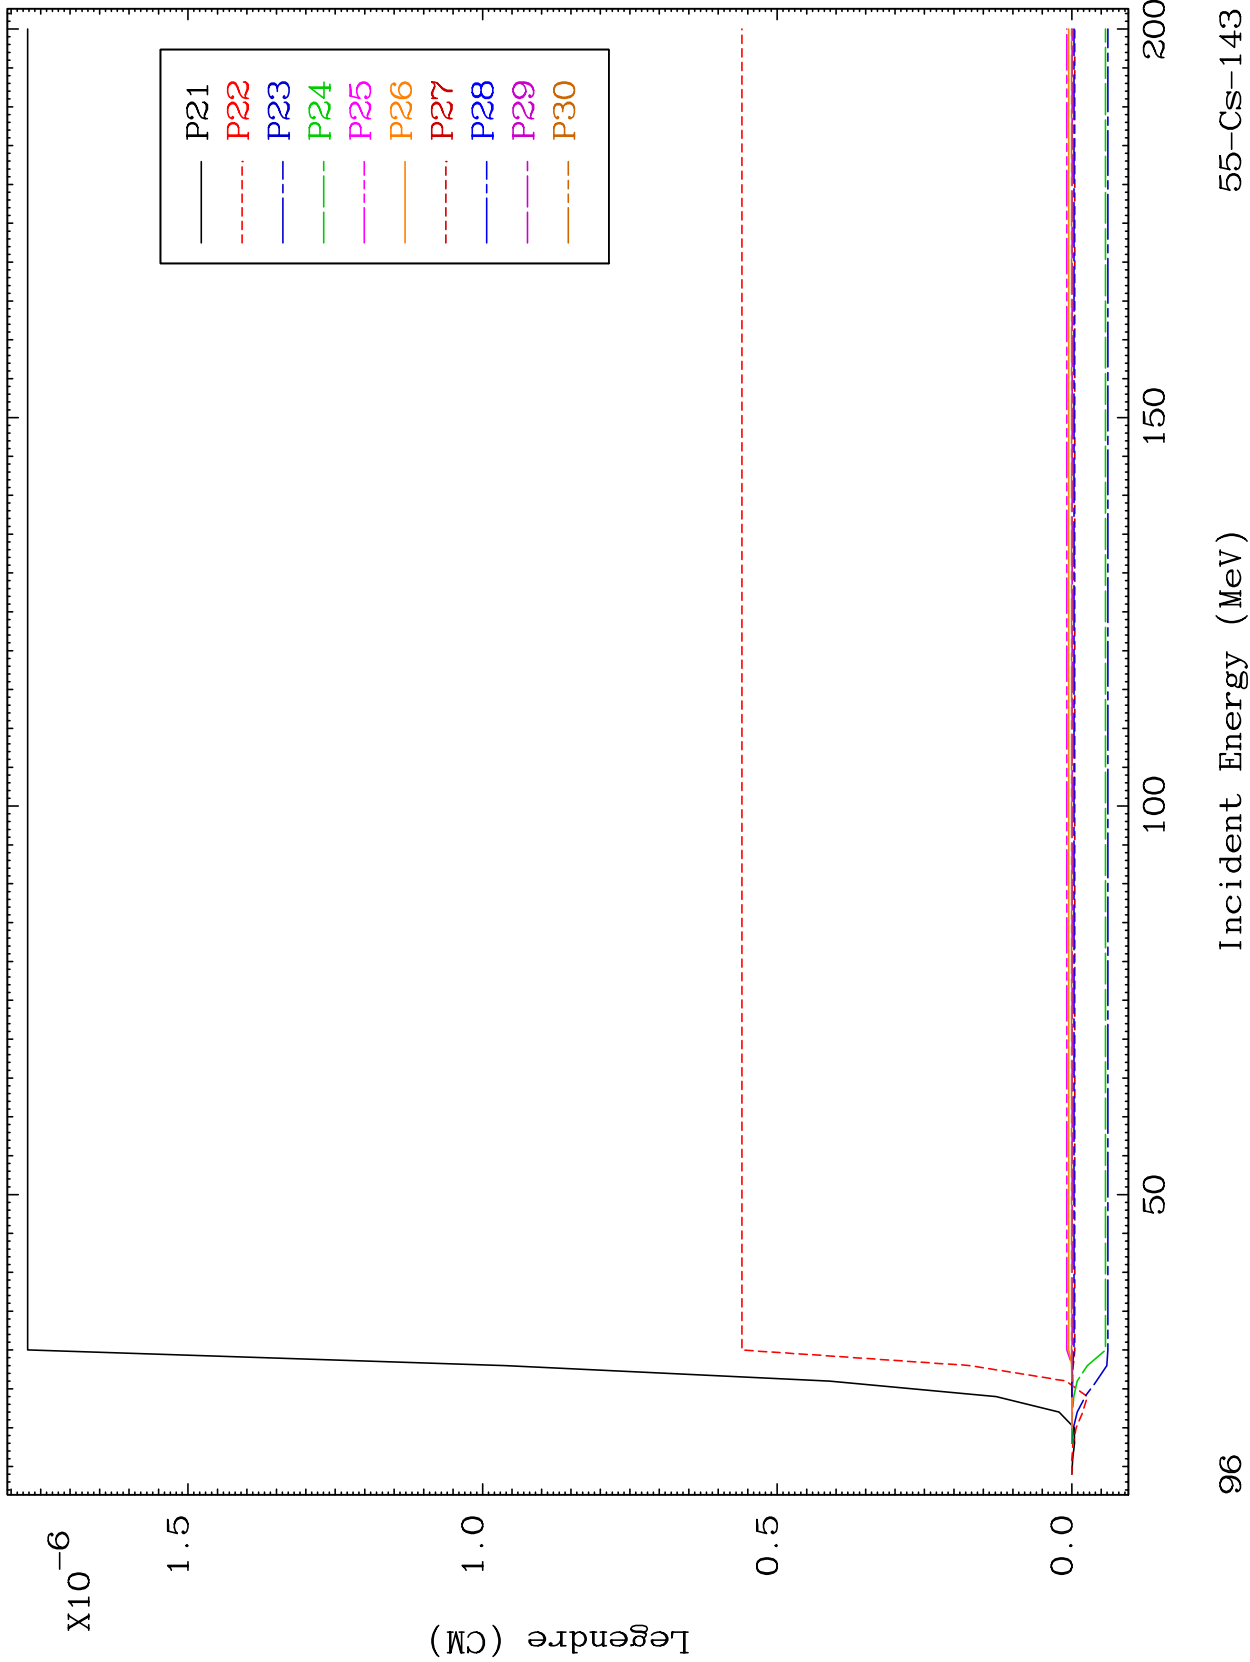 X10-6
1.5
1.0
0.5
0.0
Legendre (CM)
P21
P22
P23
P24
P25
P26
P27
P28
P29
P30
50
100
150
200
Incident Energy (MeV)
96
55-Cs-143